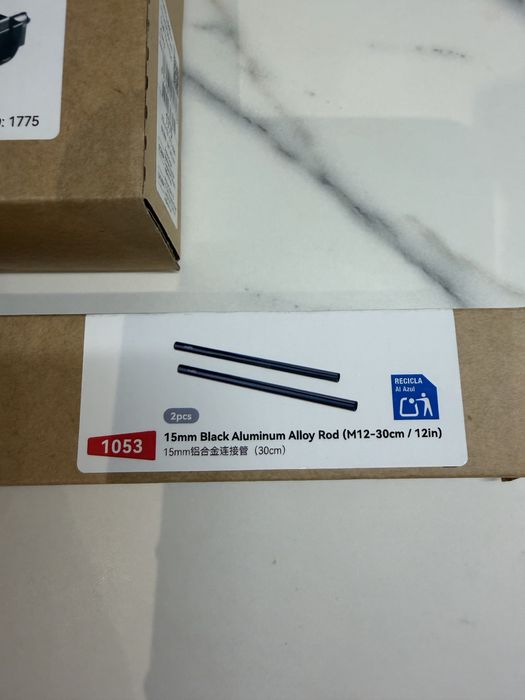 : 1775
RECICLA
Al Azul
2pcs
1053
15mm Black Aluminum Alloy Rod (M12-30cm / 12in)
15mm铝合金连接管（30cm）